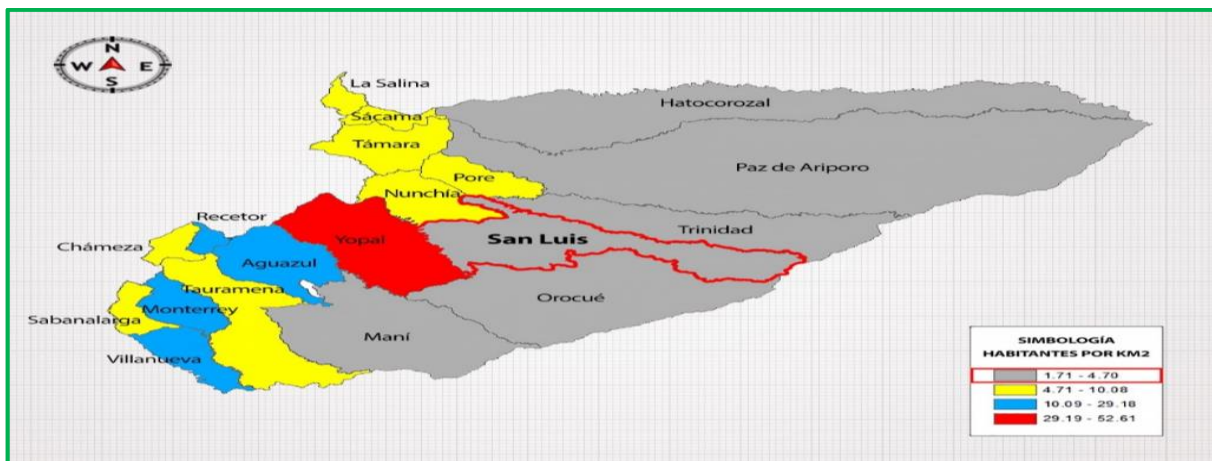 N
W E
S
La Salina
Hatocorozal
Sácama
Támara
Paz de Ariporo
Pore
Nunchía
Recetor
Trinidad
Chámeza
Yopal
San Luis
Aguazul
Tauramena
Orocué
Monterrey
Sabanalarga
Maní
Villanueva
SIMBOLOGÍA
HABITANTES POR KM2
1.71 - 4.70
4.71 - 10.08
10.09 - 29.18
29.19 - 52.61